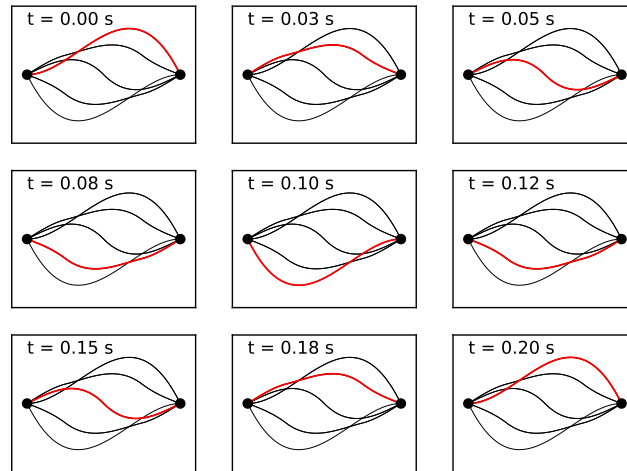 t = 0.00 s
t = 0.03 s
t = 0.05 s
t = 0.08 s
t = 0.10 s
t = 0.12 s
t = 0.15 s
t = 0.18 s
t = 0.20 s